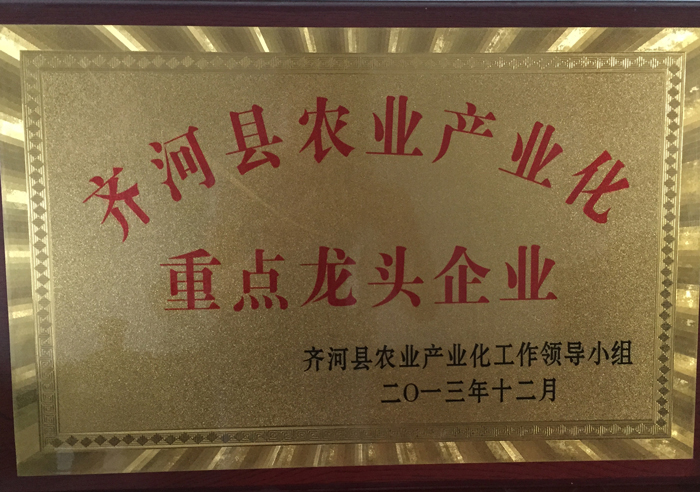 齐河县农业产业化
重点龙头企业
齐河县农业产业化工作领导小组
二〇一三年十二月